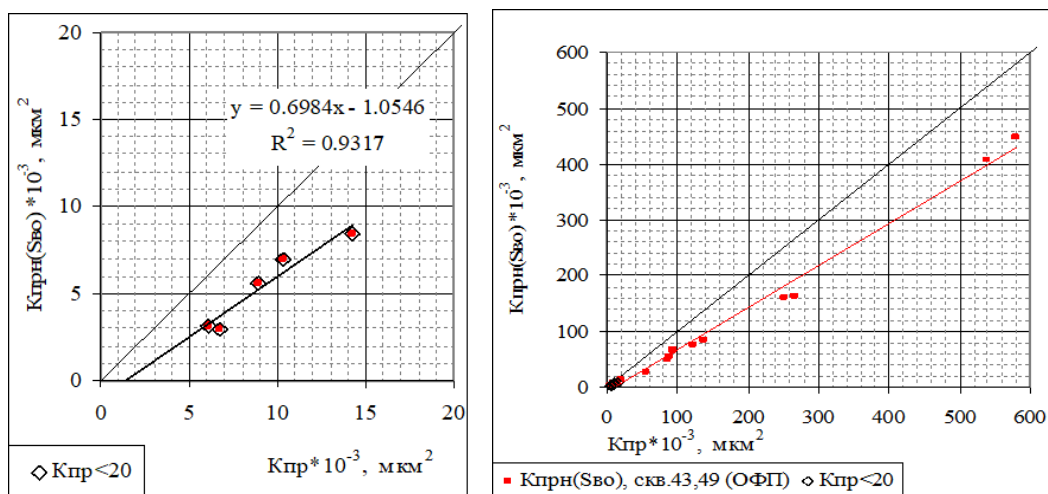 20
15
10
5
0
0 5 10 15 20
Кпрн(Sво) *10⁻³, мкм²
y = 0.6984x - 1.0546
R² = 0.9317
Кпр*10⁻³, мкм²
Кпр<20
600
500
400
300
200
100
0
0 100 200 300 400 500 600
Кпрн(Sво)*10⁻³, мкм²
Кпр*10⁻³, мкм²
Кпрн(Sво), скв.43,49 (ОФП) Кпр<20